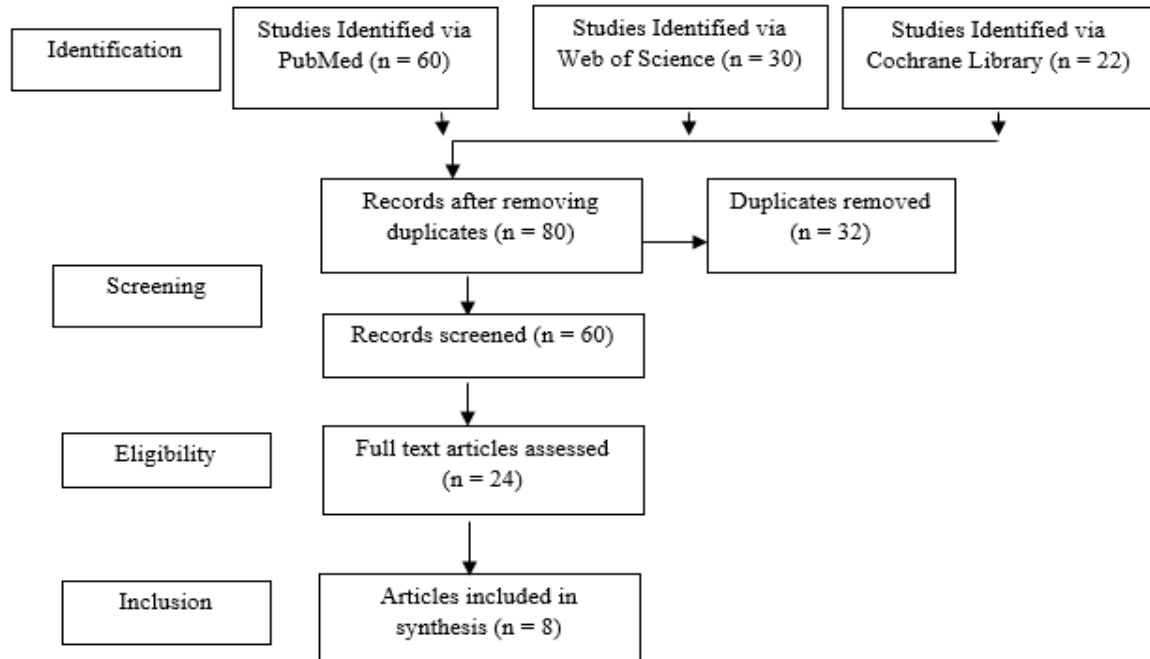 Identification
Studies Identified via
PubMed (n = 60)
Studies Identified via
Web of Science (n = 30)
Studies Identified via
Cochrane Library (n = 22)
Records after removing
duplicates (n = 80)
Duplicates removed
(n = 32)
Screening
Records screened (n = 60)
Eligibility
Full text articles assessed
(n = 24)
Inclusion
Articles included in
synthesis (n = 8)